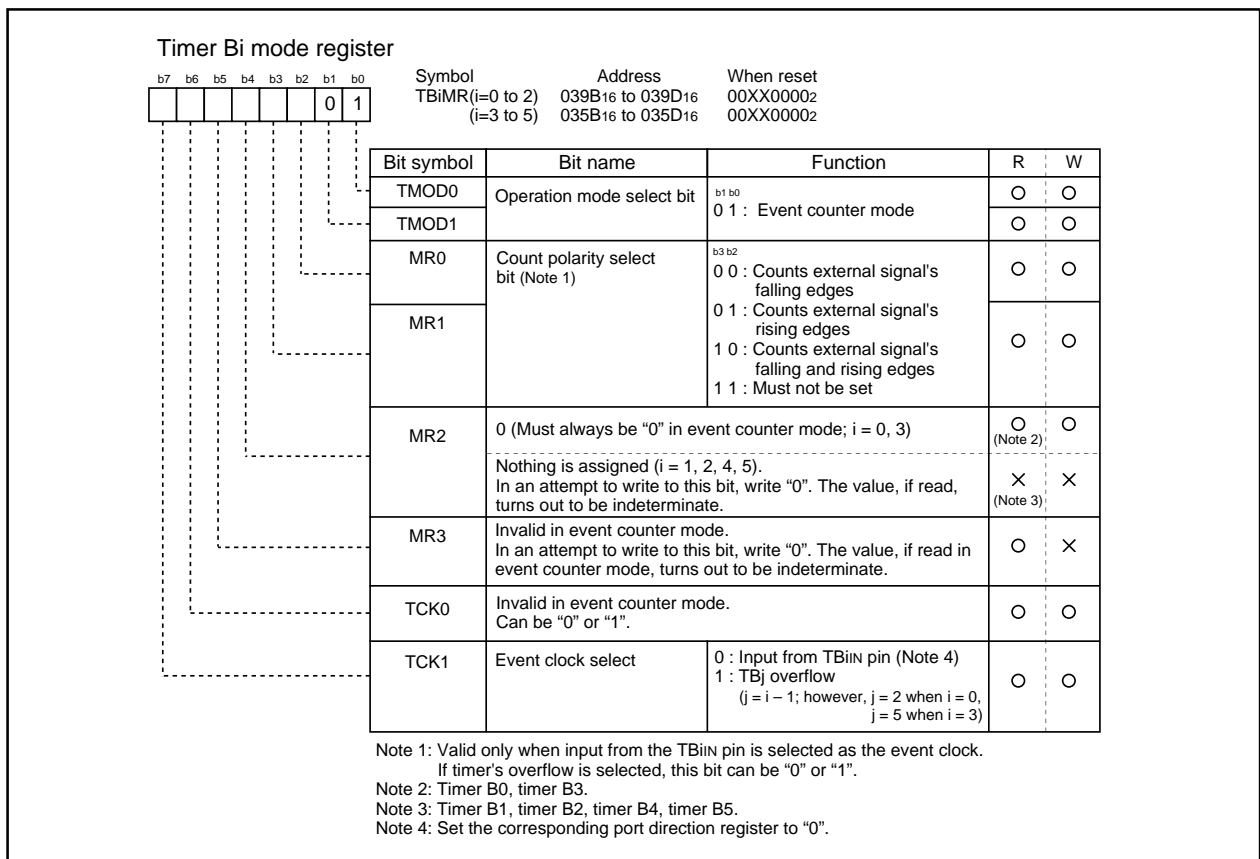 Timer Bi mode register
b7 b6 b5 b4 b3 b2 b1 b0
0 1
Symbol Address When reset
TBiMR(i=0 to 2) 039B16 to 039D16 00XX00002
(i=3 to 5) 035B16 to 035D16 00XX00002
Bit symbol Bit name Function R W
TMOD0 Operation mode select bit b1 b0
0 1 : Event counter mode
TMOD1
MR0 Count polarity select
bit (Note 1)
b3 b2
0 0 : Counts external signal's
falling edges
0 1 : Counts external signal's
rising edges
1 0 : Counts external signal's
falling and rising edges
1 1 : Must not be set
MR1
MR2 0 (Must always be “0” in event counter mode; i = 0, 3)
(Note 2)
Nothing is assigned (i = 1, 2, 4, 5).
In an attempt to write to this bit, write “0”. The value, if read,
turns out to be indeterminate.
(Note 3)
MR3 Invalid in event counter mode.
In an attempt to write to this bit, write “0”. The value, if read in
event counter mode, turns out to be indeterminate.
TCK0 Invalid in event counter mode.
Can be “0” or “1”.
TCK1 Event clock select 0 : Input from TBiIN pin (Note 4)
1 : TBj overflow
(j = i – 1; however, j = 2 when i = 0,
j = 5 when i = 3)
Note 1: Valid only when input from the TBiIN pin is selected as the event clock.
If timer's overflow is selected, this bit can be “0” or “1”.
Note 2: Timer B0, timer B3.
Note 3: Timer B1, timer B2, timer B4, timer B5.
Note 4: Set the corresponding port direction register to “0”.